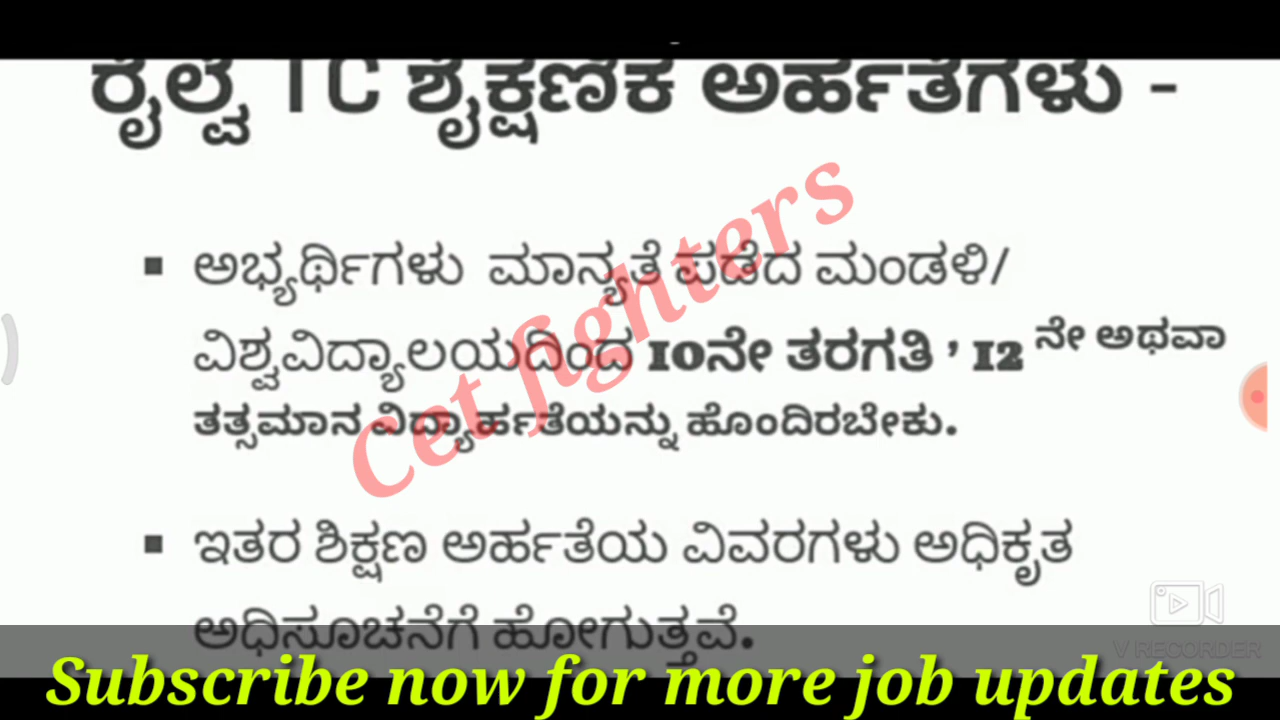 ರೈಲ್ವೆ TC ಶೈಕ್ಷಣಿಕ ಅರ್ಹತೆಗಳು -
▪ ಅಭ್ಯರ್ಥಿಗಳು ಮಾನ್ಯತೆ ಪಡೆದ ಮಂಡಳಿ/
ವಿಶ್ವವಿದ್ಯಾಲಯದಿಂದ 10ನೇ ತರಗತಿ ’ 12 ನೇ ಅಥವಾ
ತತ್ಸಮಾನ ವಿದ್ಯಾರ್ಹತೆಯನ್ನು ಹೊಂದಿರಬೇಕು.
Cet fighters
▪ ಇತರ ಶಿಕ್ಷಣ ಅರ್ಹತೆಯ ವಿವರಗಳು ಅಧಿಕೃತ
ಅಧಿಸೂಚನೆಗೆ ಹೋಗುತ್ತವೆ.
V RECORDER
Subscribe now for more job updates